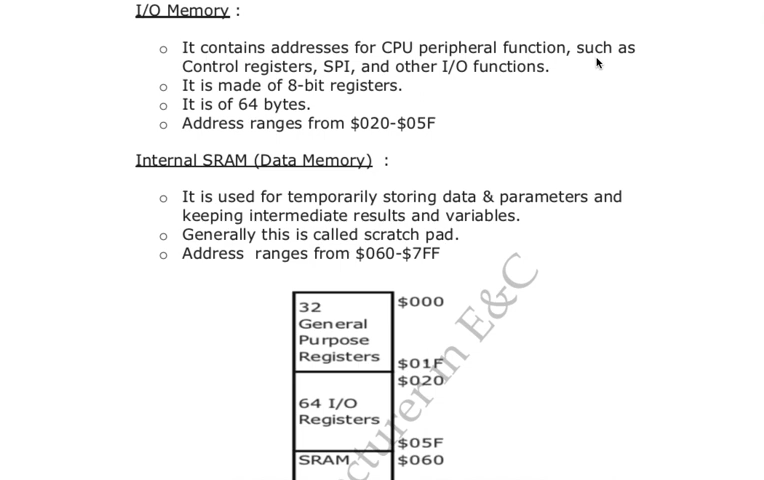 I/O Memory :
o It contains addresses for CPU peripheral function, such as
Control registers, SPI, and other I/O functions.
o It is made of 8-bit registers.
o It is of 64 bytes.
o Address ranges from $020-$05F
Internal SRAM (Data Memory) :
o It is used for temporarily storing data & parameters and
keeping intermediate results and variables.
o Generally this is called scratch pad.
o Address ranges from $060-$7FF
32 $000
General
Purpose
Registers $01F
$020
64 I/O
Registers
$05F
SRAM $060
cturer in E&C